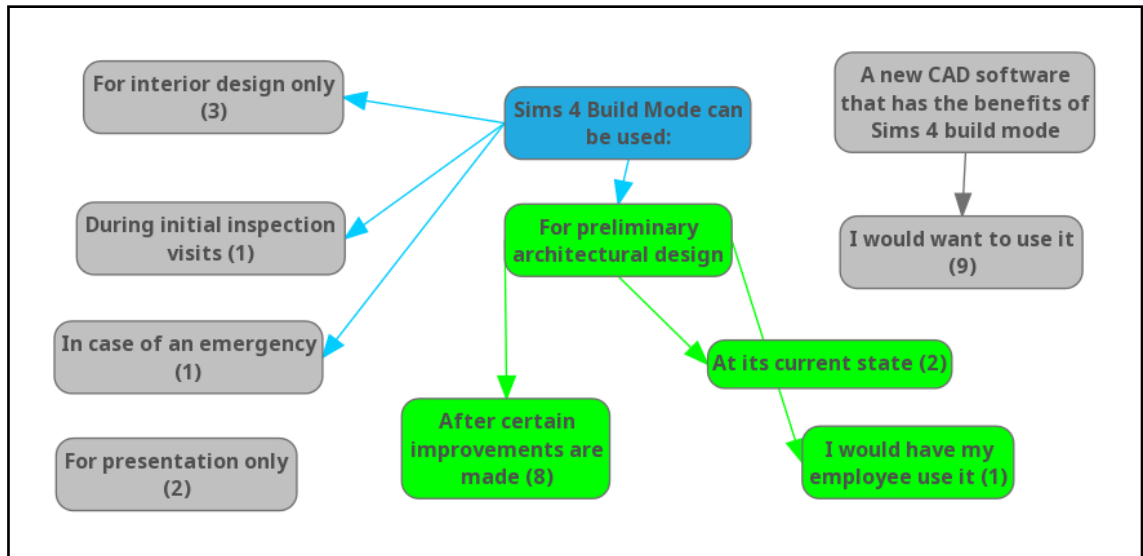 For interior design only
(3)
Sims 4 Build Mode can
be used:
A new CAD software
that has the benefits of
Sims 4 build mode
During initial inspection
visits (1)
For preliminary
architectural design
I would want to use it
(9)
In case of an emergency
(1)
At its current state (2)
After certain
improvements are
made (8)
I would have my
employee use it (1)
For presentation only
(2)